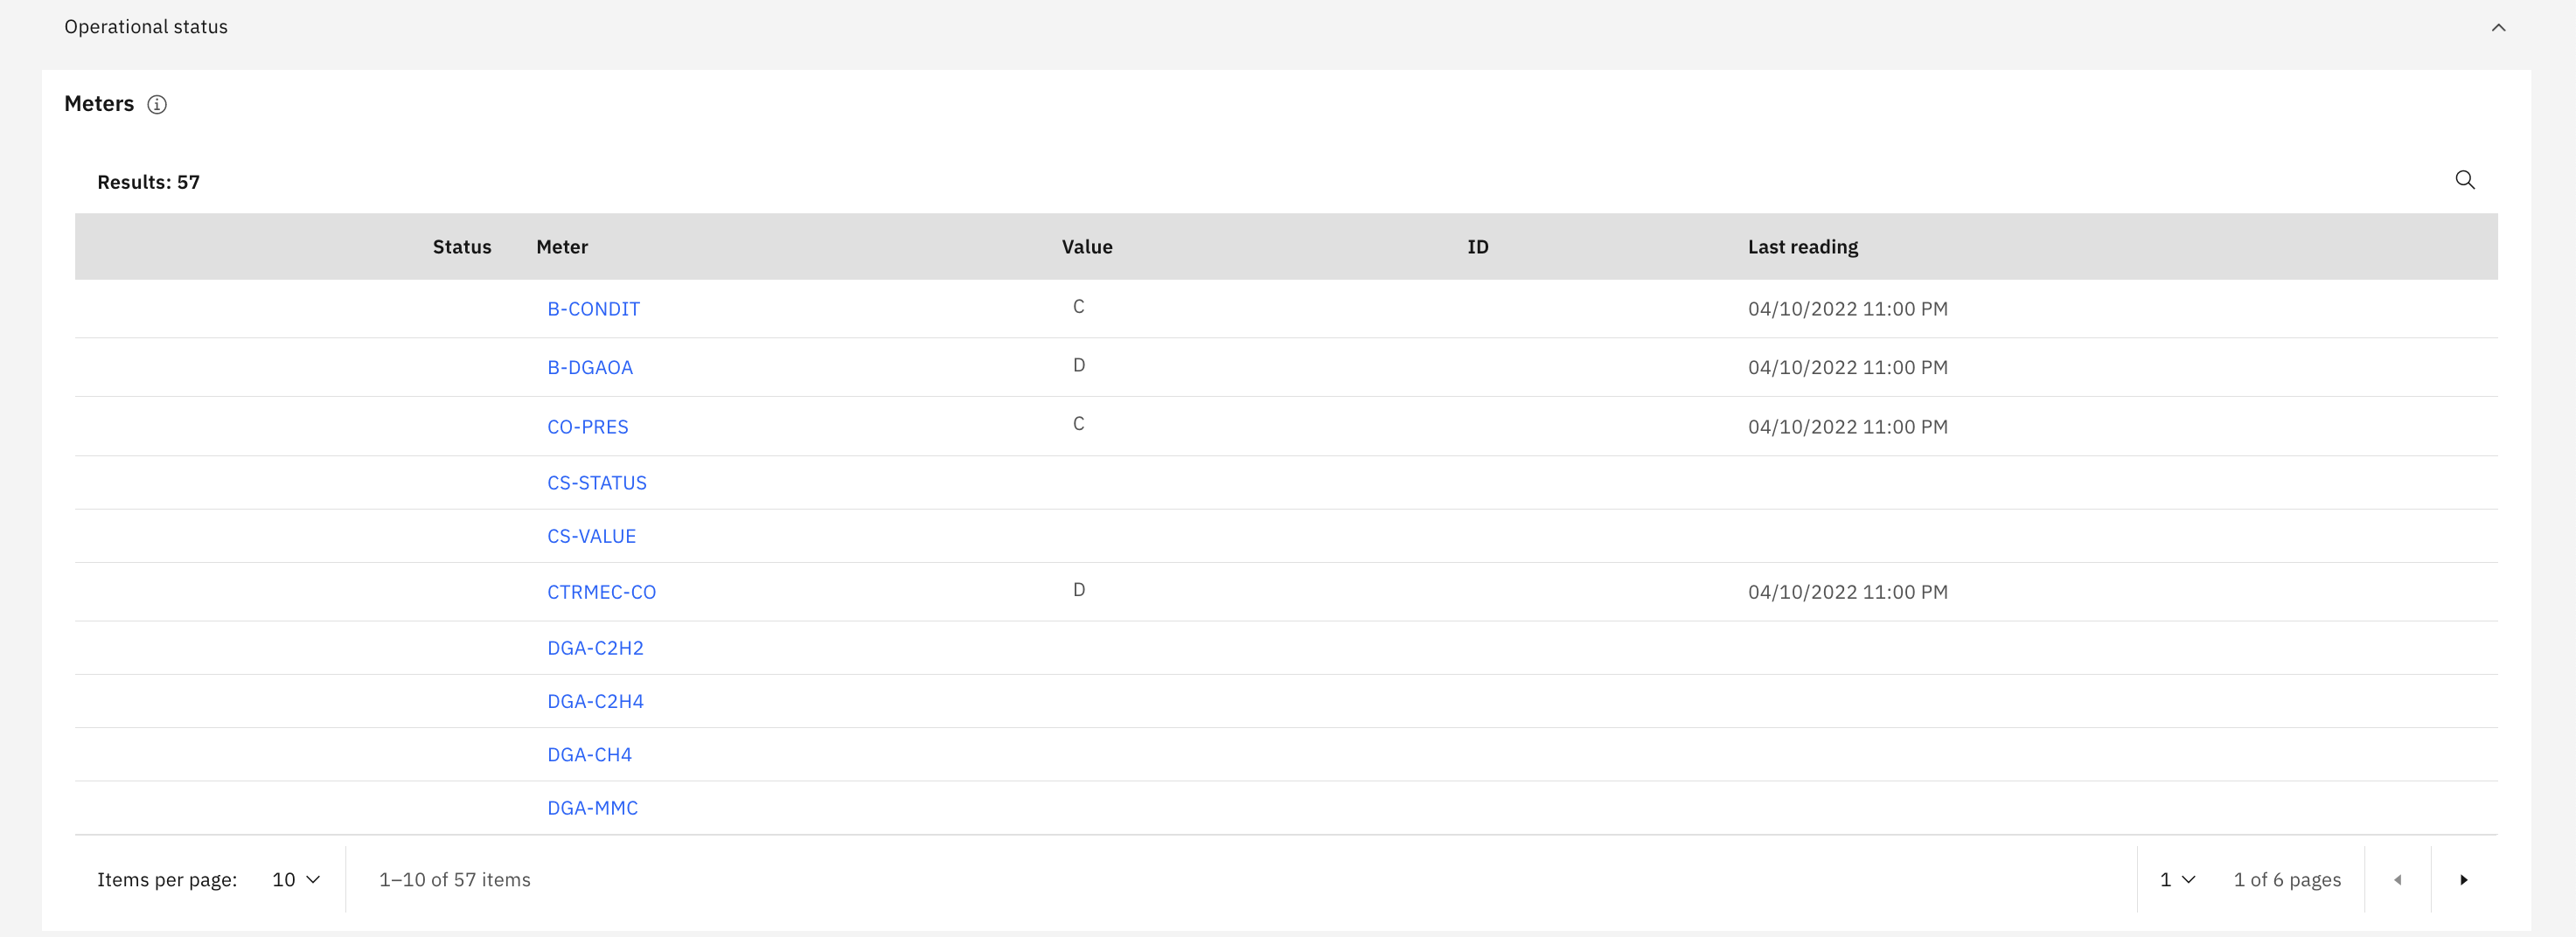 Operational status
Meters
Results: 57
Status Meter Value ID Last reading
B-CONDIT C 04/10/2022 11:00 PM
B-DGAOA D 04/10/2022 11:00 PM
CO-PRES C 04/10/2022 11:00 PM
CS-STATUS
CS-VALUE
CTRMEC-CO D 04/10/2022 11:00 PM
DGA-C2H2
DGA-C2H4
DGA-CH4
DGA-MMC
Items per page: 10 1–10 of 57 items 1 1 of 6 pages